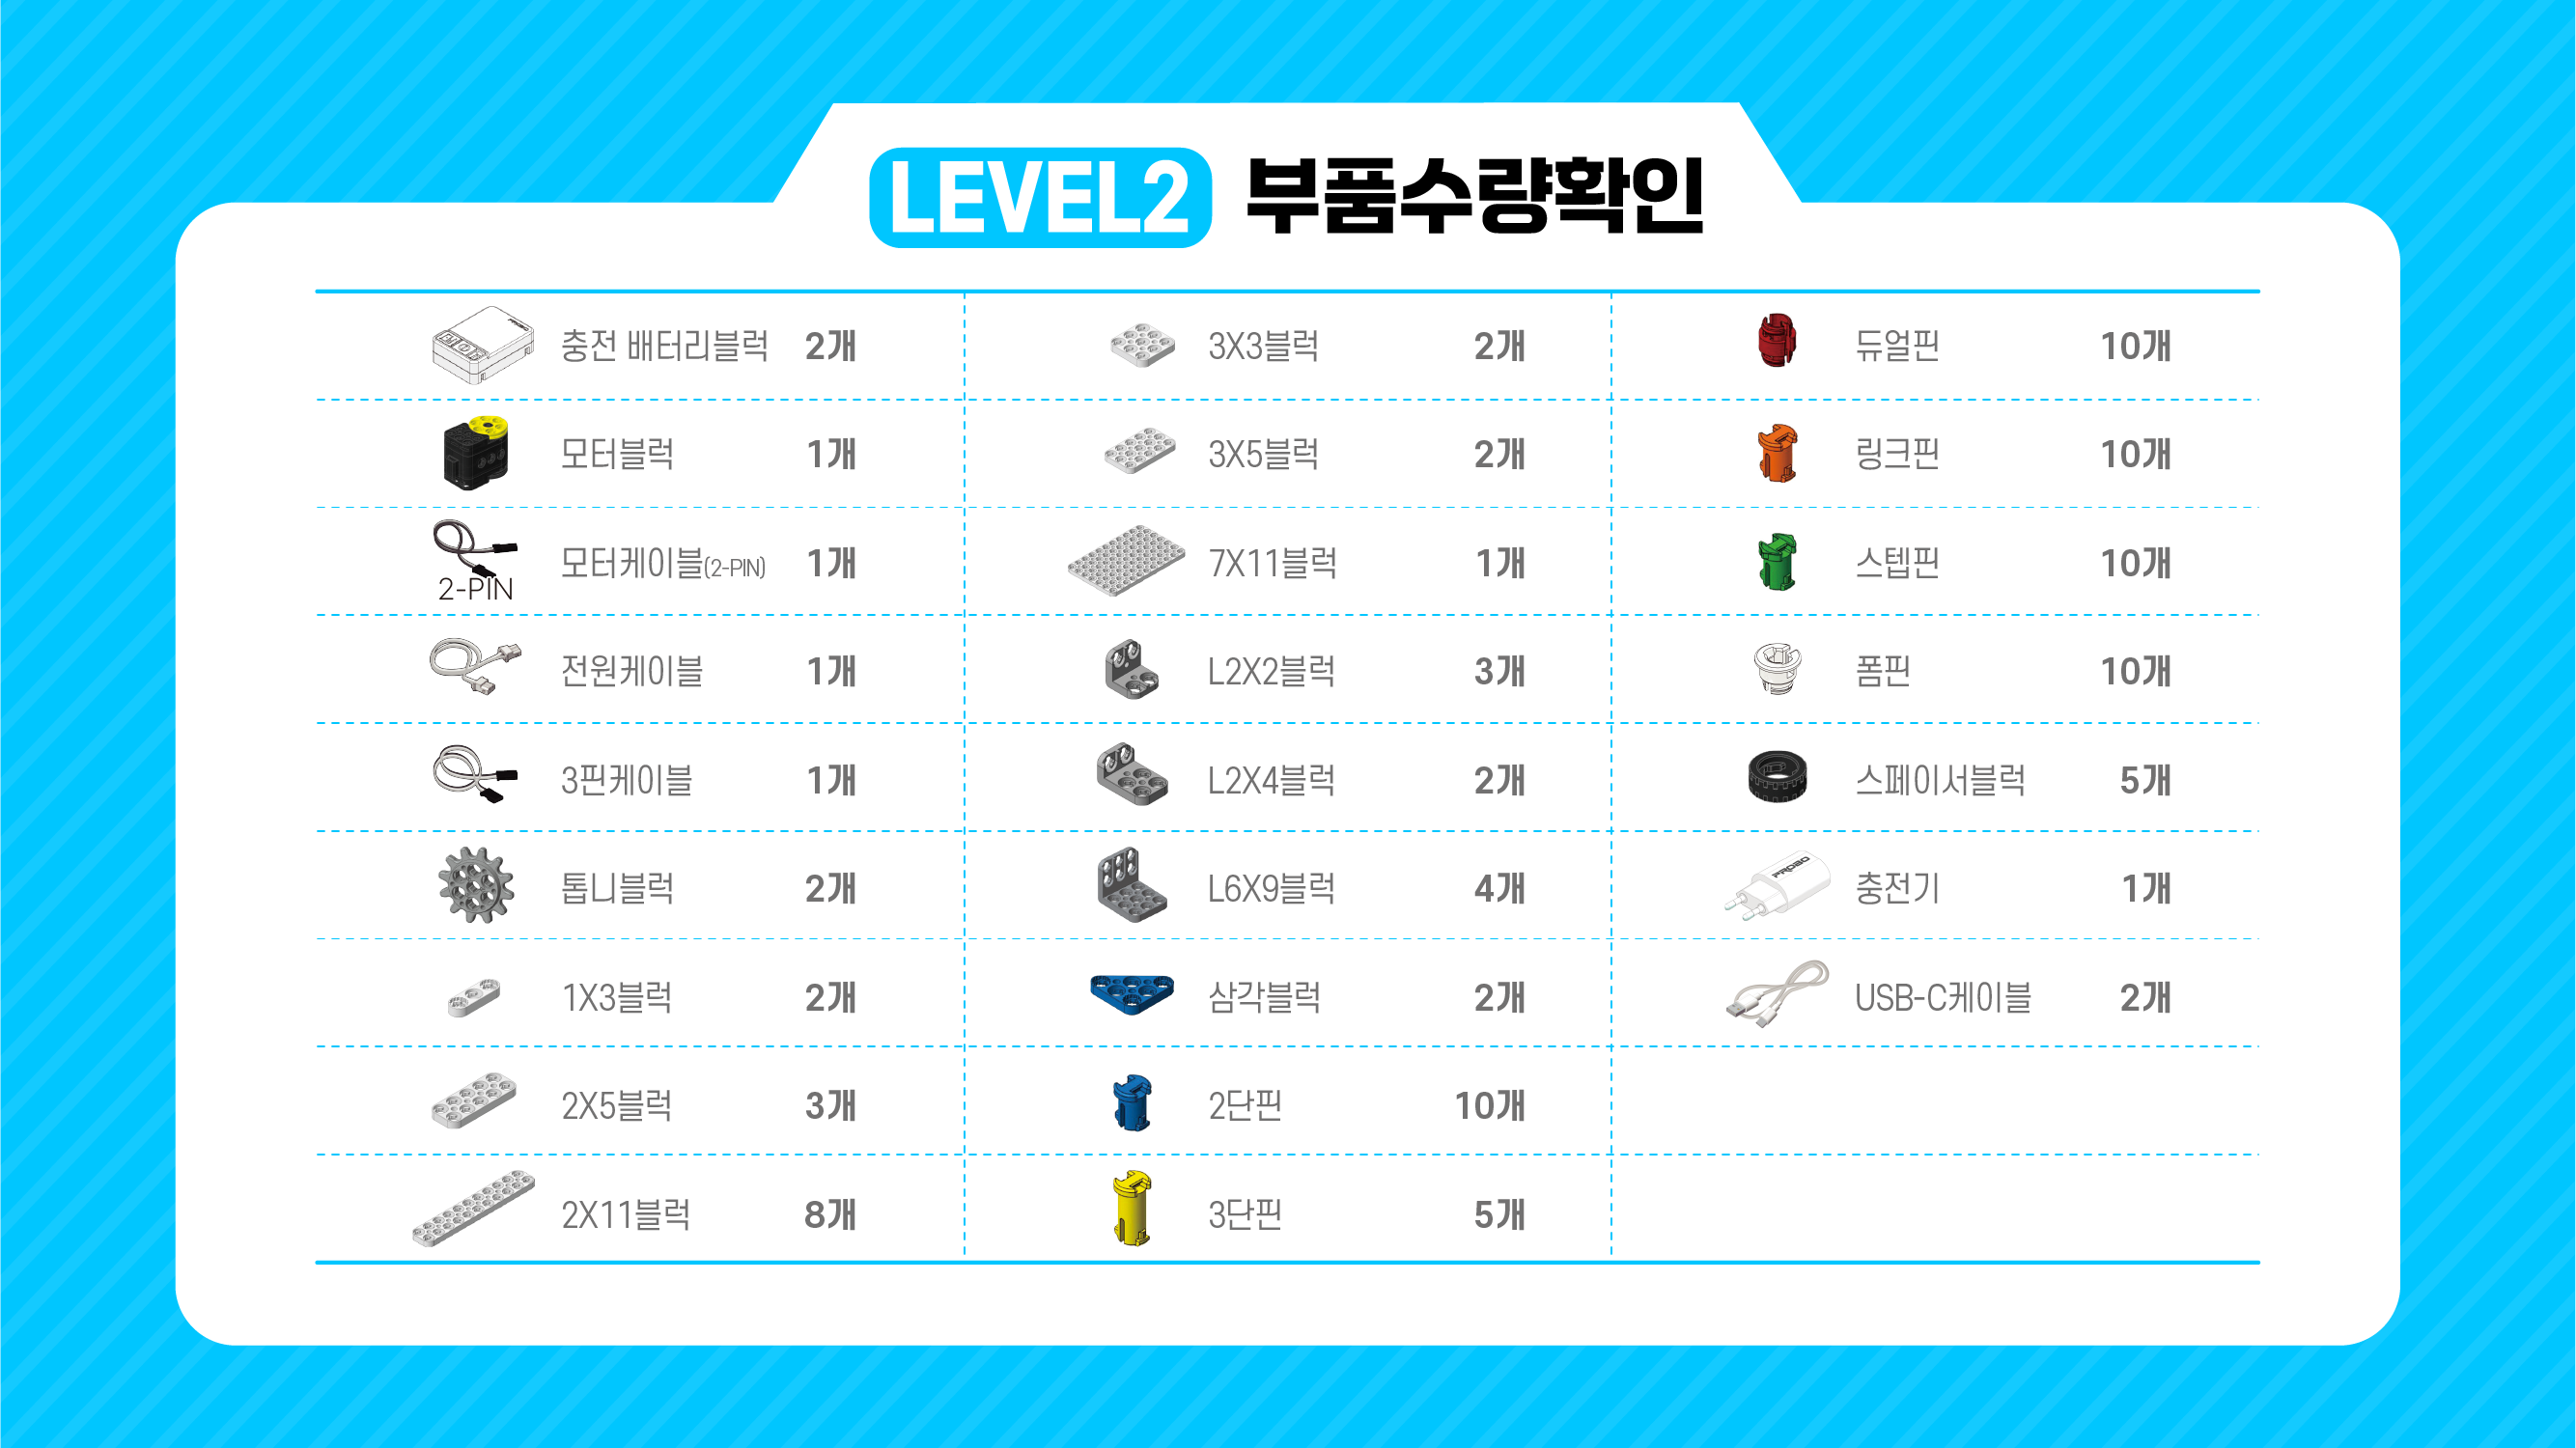 LEVEL2 부품수량확인
충전 배터리블럭 2개
모터블럭 1개
2-PIN
모터케이블(2-PIN) 1개
전원케이블 1개
3핀케이블 1개
톱니블럭 2개
1X3블럭 2개
2X5블럭 3개
2X11블럭 8개
3X3블럭 2개
3X5블럭 2개
7X11블럭 1개
L2X2블럭 3개
L2X4블럭 2개
L6X9블럭 4개
삼각블럭 2개
2단핀 10개
3단핀 5개
듀얼핀 10개
링크핀 10개
스텝핀 10개
폼핀 10개
스페이서블럭 5개
충전기 1개
USB-C케이블 2개